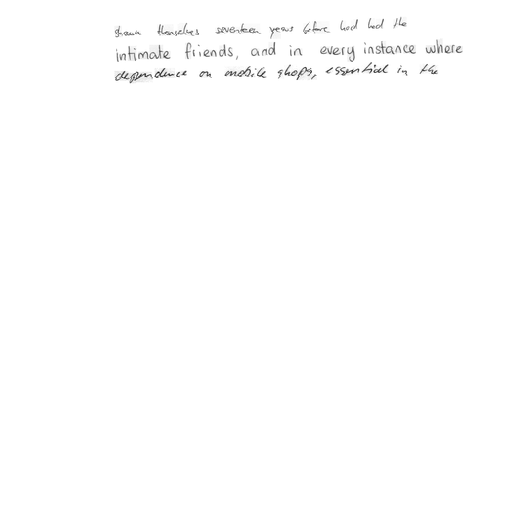 shown themselves seventeen years before had had the
intimate friends, and in every instance where
dependence on mobile shops, essential in the